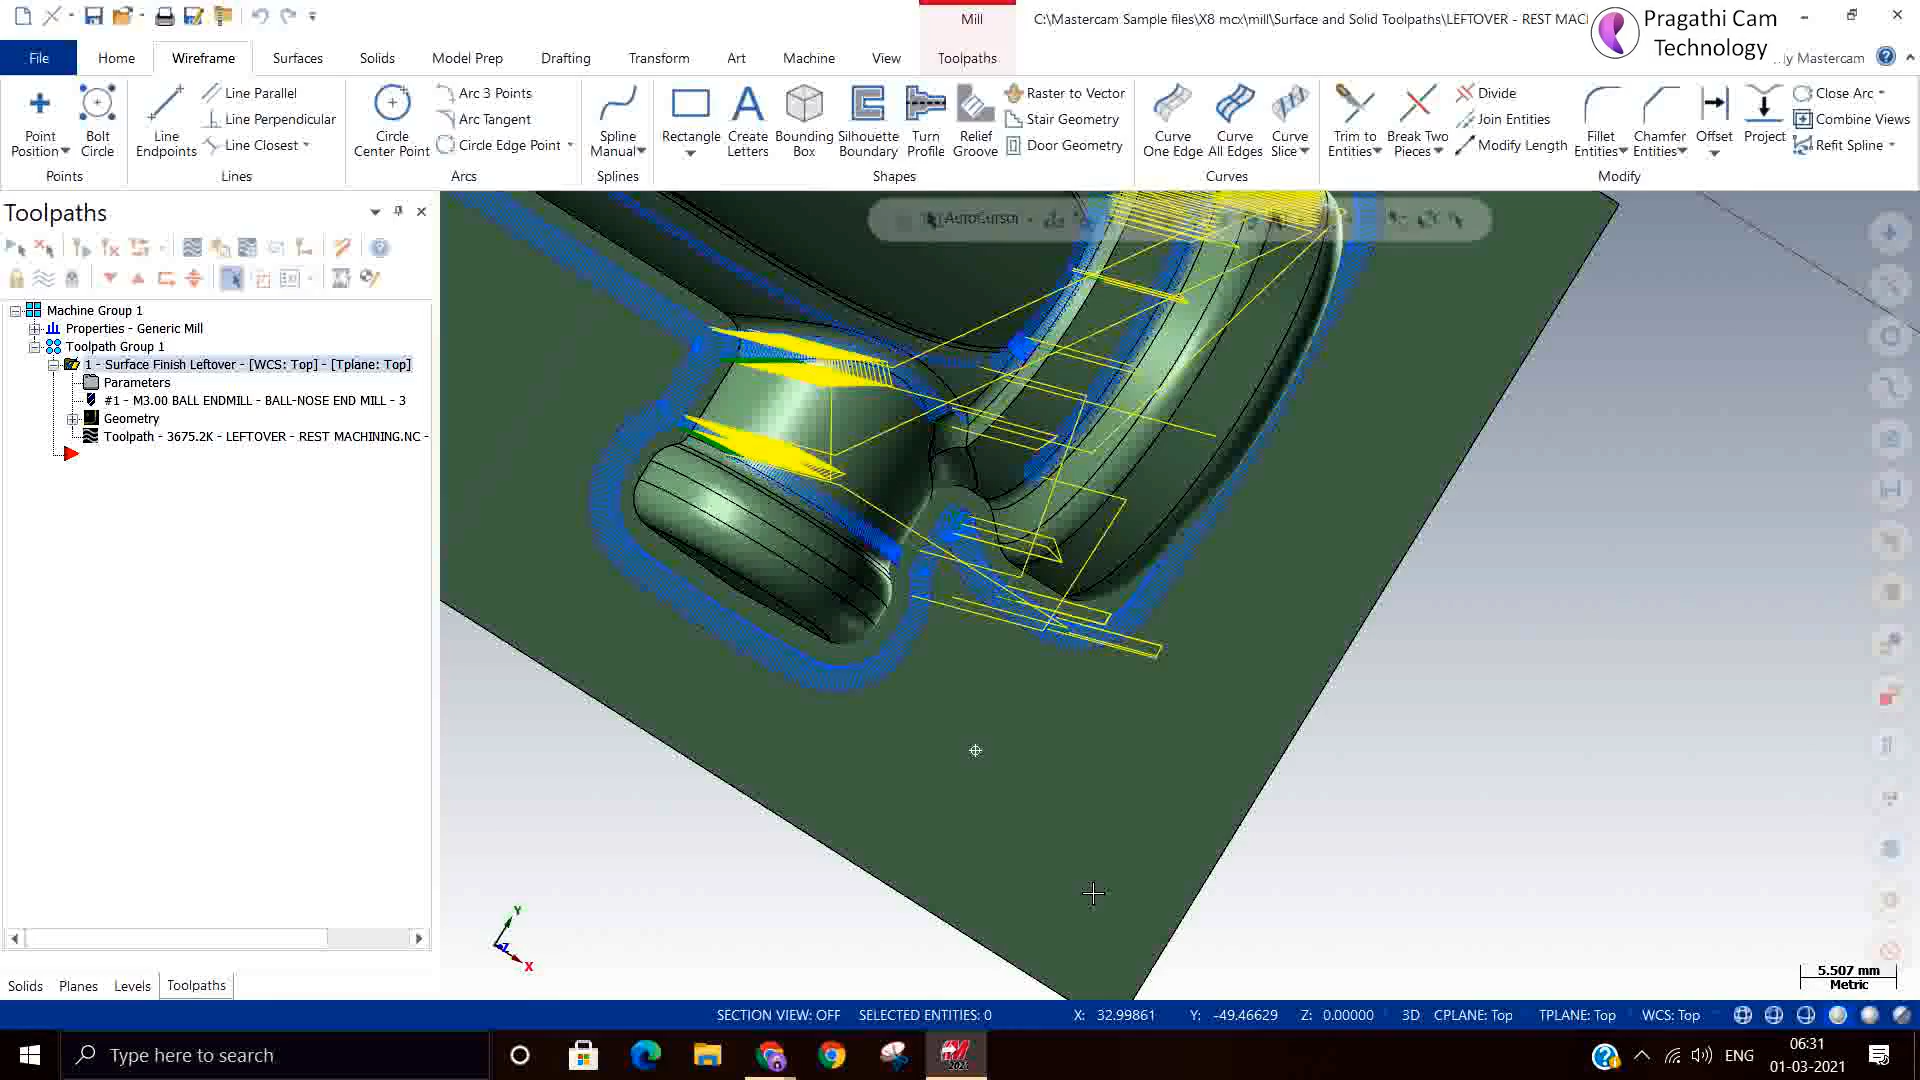 Mill
C:\Mastercam Sample files\X8 mcx\mill\Surface and Solid Toolpaths\LEFTOVER - REST MACI
Pragathi Cam
Technology
File
Home
Wireframe
Surfaces
Solids
Model Prep
Drafting
Transform
Art
Machine
View
Toolpaths
y Mastercam
Point
Position
Bolt
Circle
Points
Line
Endpoints
Line Parallel
Line Perpendicular
Line Closest
Lines
Circle
Center Point
Arc 3 Points
Arc Tangent
Circle Edge Point
Arcs
Spline
Manual
Splines
Rectangle
Create
Letters
Bounding
Box
Silhouette
Boundary
Turn
Profile
Relief
Groove
Raster to Vector
Stair Geometry
Door Geometry
Shapes
Curve
One Edge
Curve
All Edges
Curve
Slice
Curves
Trim to
Entities
Break Two
Pieces
Divide
Join Entities
Modify Length
Fillet
Entities
Chamfer
Entities
Offset
Project
Close Arc
Combine Views
Refit Spline
Modify
Toolpaths
AutoCursor
Machine Group 1
Properties - Generic Mill
Toolpath Group 1
1 - Surface Finish Leftover - [WCS: Top] - [Tplane: Top]
Parameters
#1 - M3.00 BALL ENDMILL - BALL-NOSE END MILL - 3
Geometry
Toolpath - 3675.2K - LEFTOVER - REST MACHINING.NC -
Y
Z
X
5.507 mm
Metric
Solids
Planes
Levels
Toolpaths
SECTION VIEW: OFF
SELECTED ENTITIES: 0
X: 32.99861
Y: -49.46629
Z: 0.00000
3D
CPLANE: Top
TPLANE: Top
WCS: Top
Type here to search
2021
ENG
06:31
01-03-2021